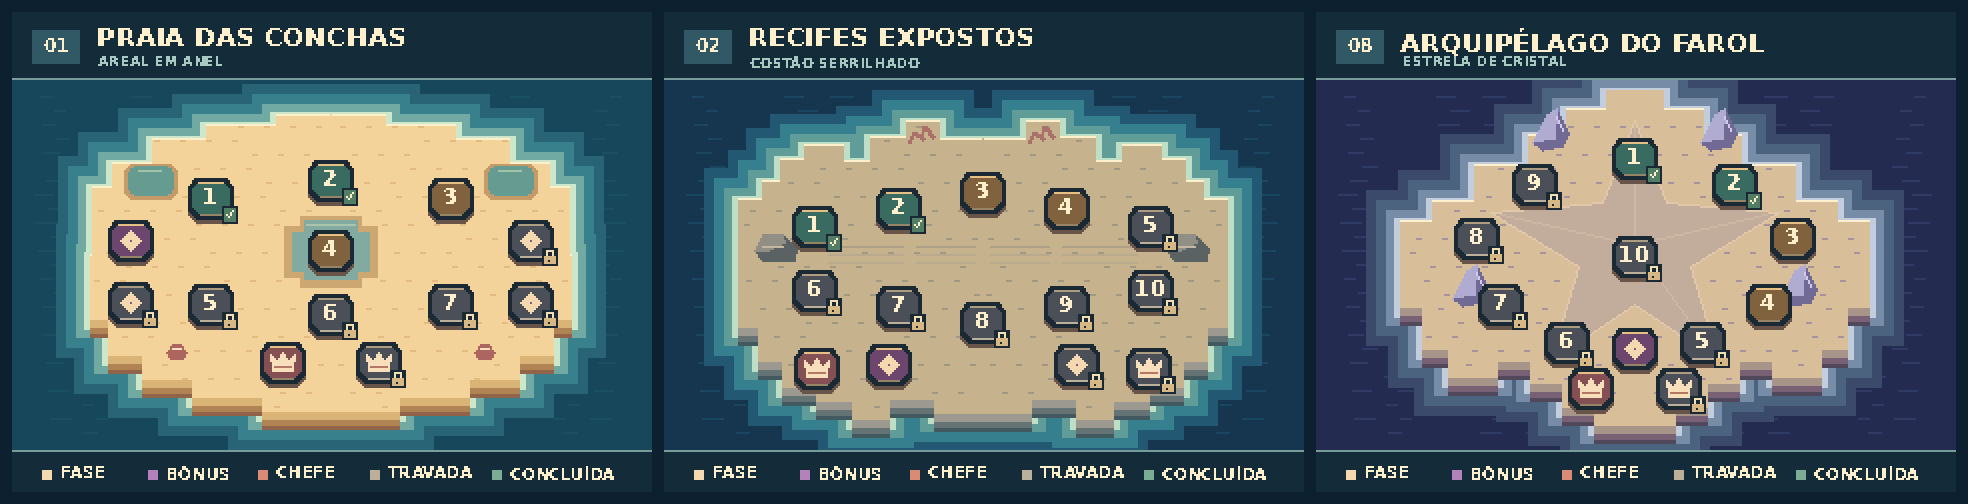 01 PRAIA DAS CONCHAS
AREAL EM ANEL
1 2 3
4
5 6 7
FASE BÔNUS CHEFE TRAVADA CONCLUÍDA
02 RECIFES EXPOSTOS
COSTÃO SERRILHADO
1 2 3 4 5
6 7 8 9 10
FASE BÔNUS CHEFE TRAVADA CONCLUÍDA
08 ARQUIPÉLAGO DO FAROL
ESTRELA DE CRISTAL
1
9 2
8 3
10
7 4
6 5
FASE BÔNUS CHEFE TRAVADA CONCLUÍDA